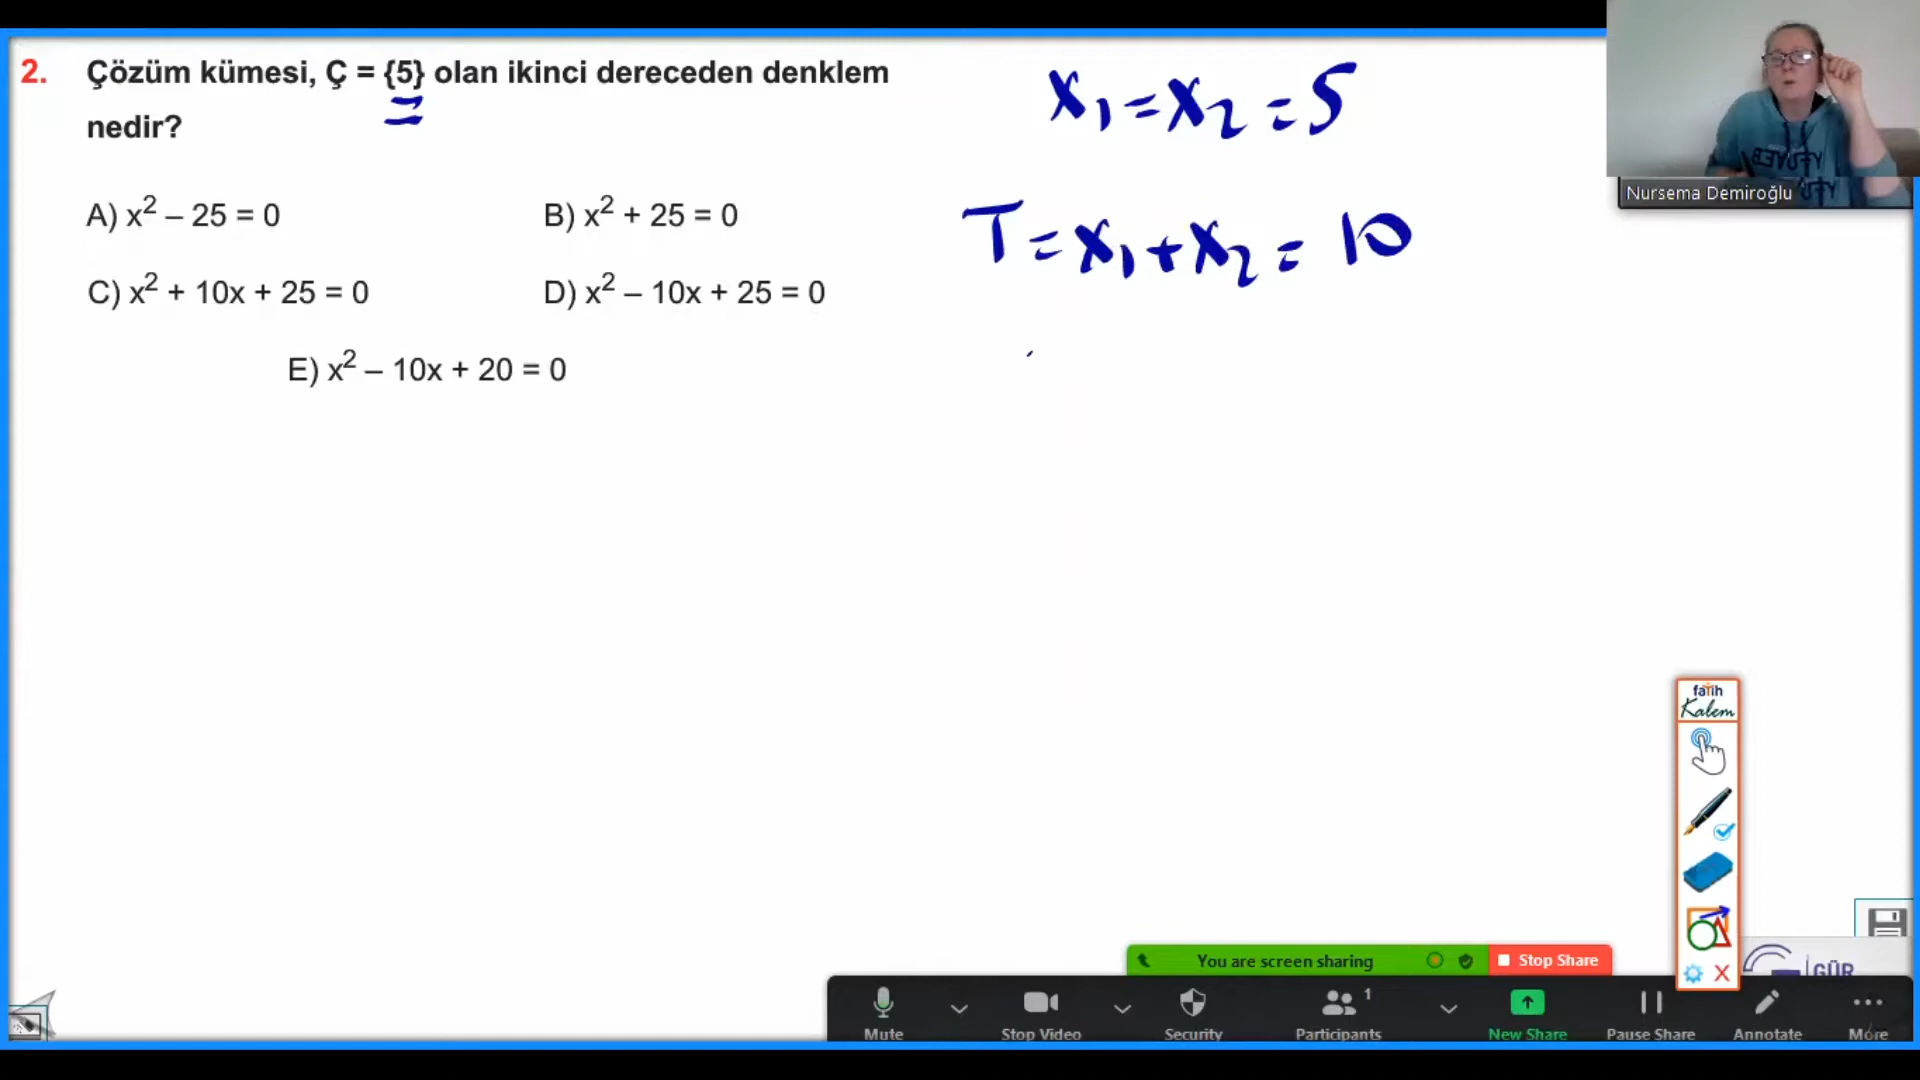 2. Çözüm kümesi, Ç = {5} olan ikinci dereceden denklem
nedir?
A) x² – 25 = 0
B) x² + 25 = 0
C) x² + 10x + 25 = 0
D) x² – 10x + 25 = 0
E) x² – 10x + 20 = 0
x₁ = x₂ = 5
T = x₁ + x₂ = 10
Nursema Demiroğlu
fatih
Kalem
GÜR
You are screen sharing
Stop Share
Mute
Stop Video
Security
Participants
1
New Share
Pause Share
Annotate
More